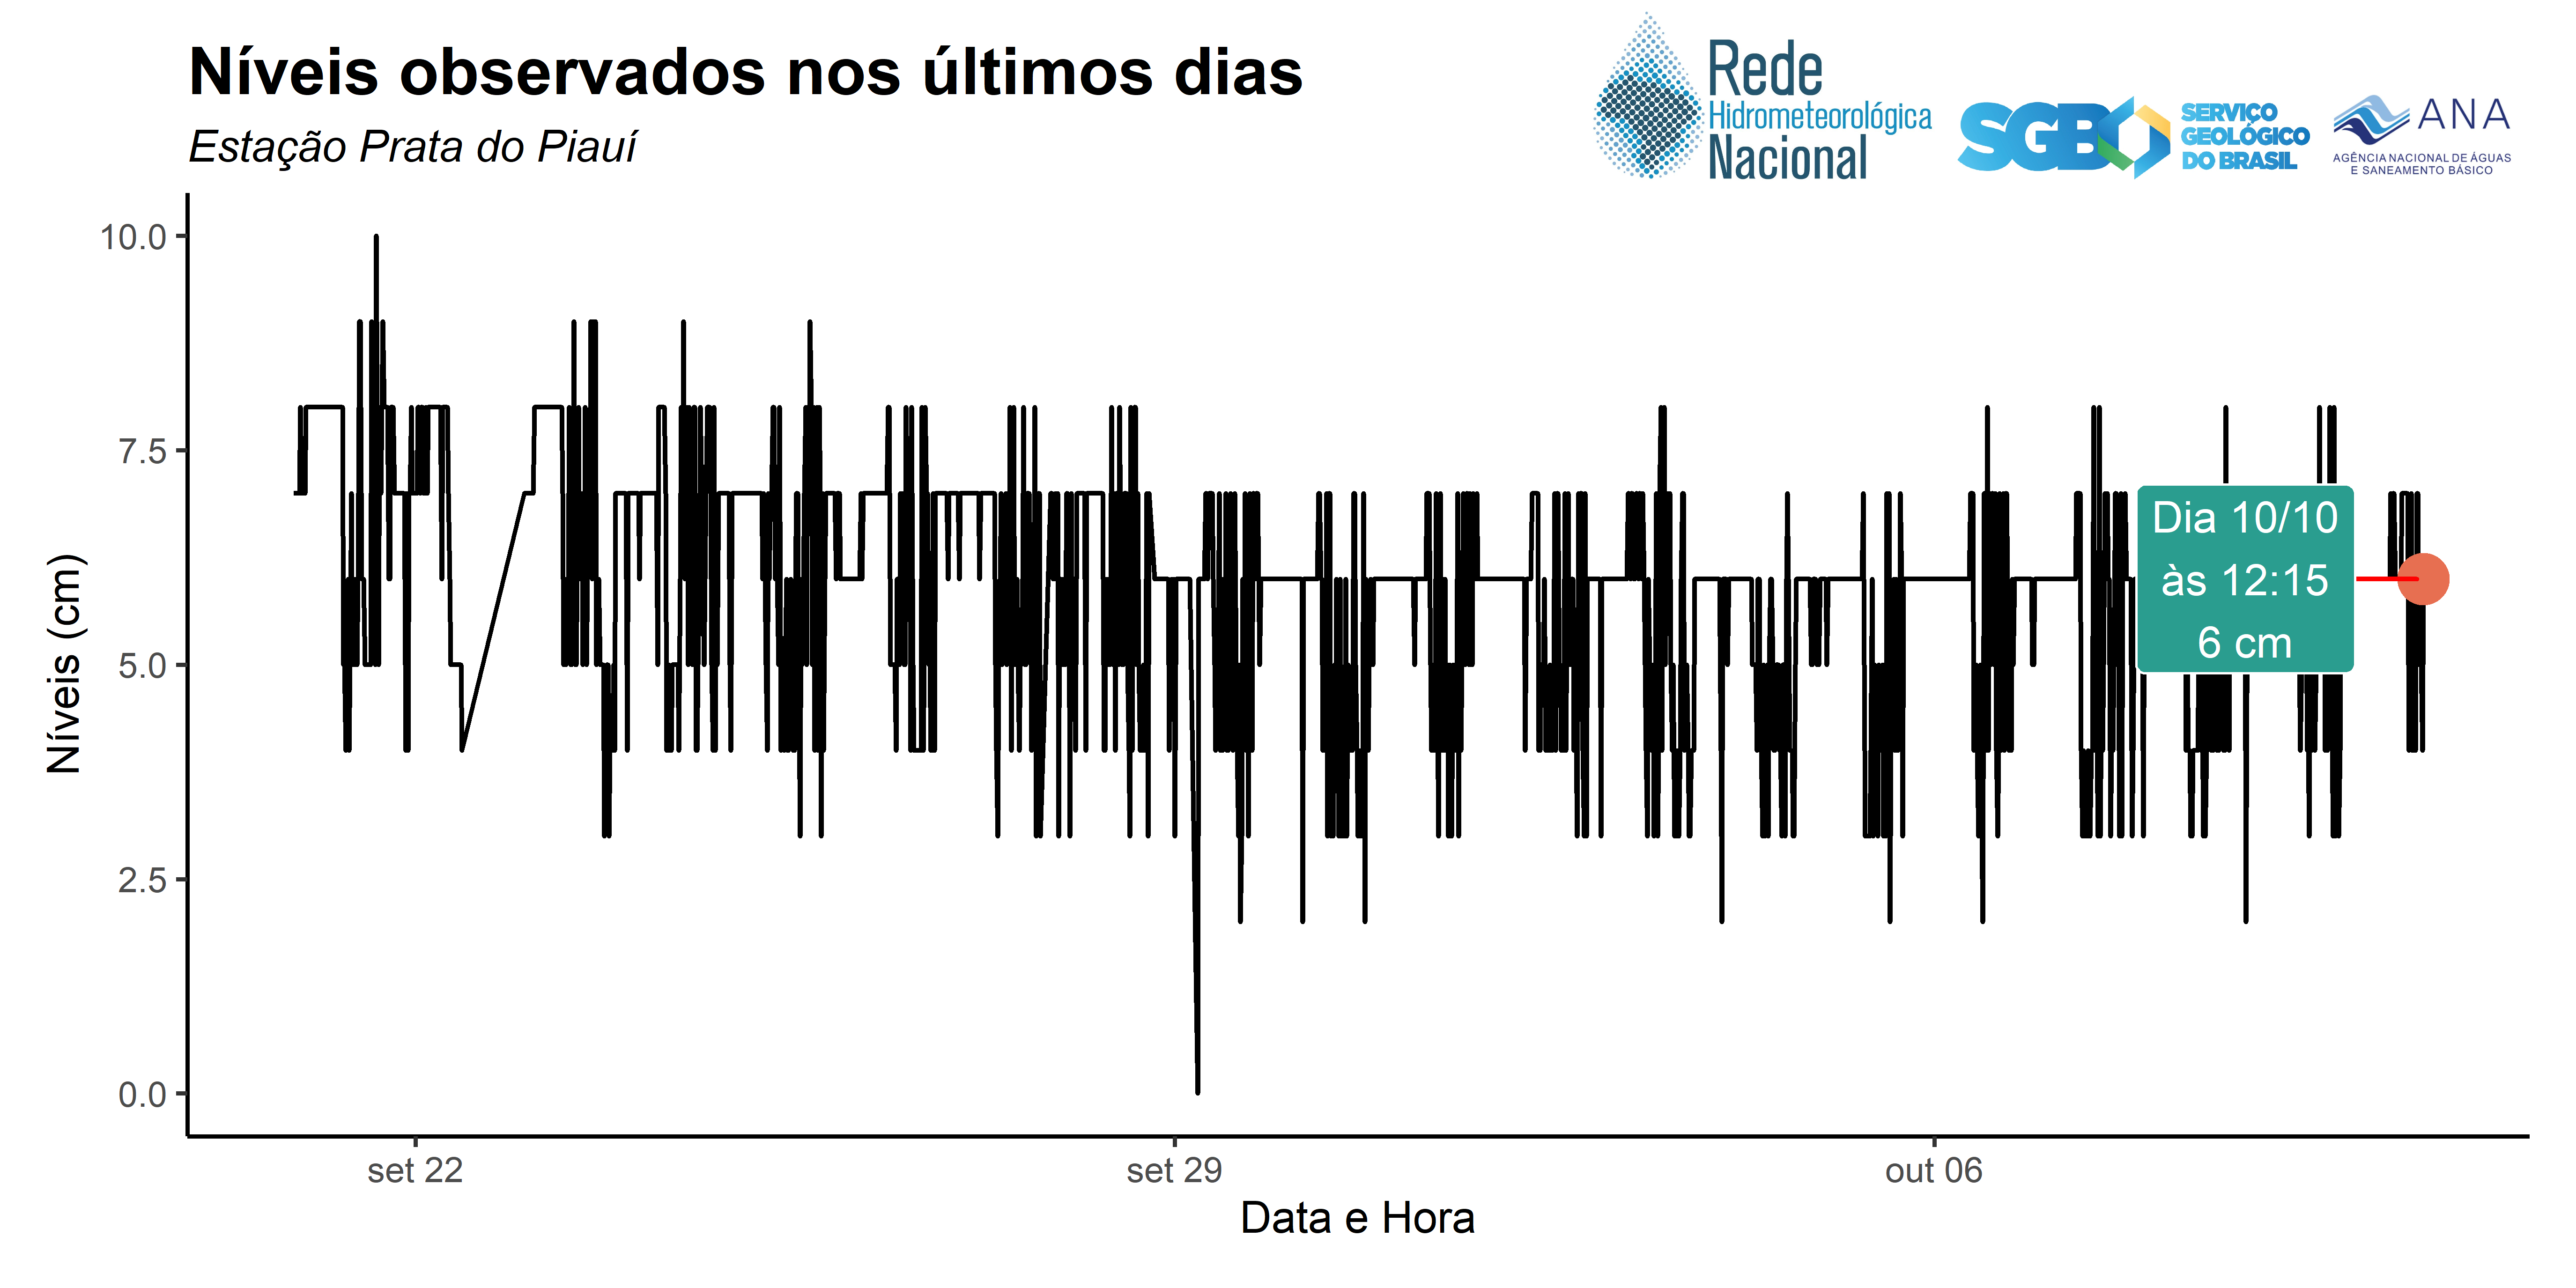 Níveis observados nos últimos dias
Estação Prata do Piauí
Rede
Hidrometeorológica
Nacional
SGB
SERVIÇO
GEOLÓGICO
DO BRASIL
ANA
AGÊNCIA NACIONAL DE ÁGUAS
E SANEAMENTO BÁSICO
Níveis (cm)
10.0
7.5
5.0
2.5
0.0
Dia 10/10
às 12:15
6 cm
set 22
set 29
out 06
Data e Hora